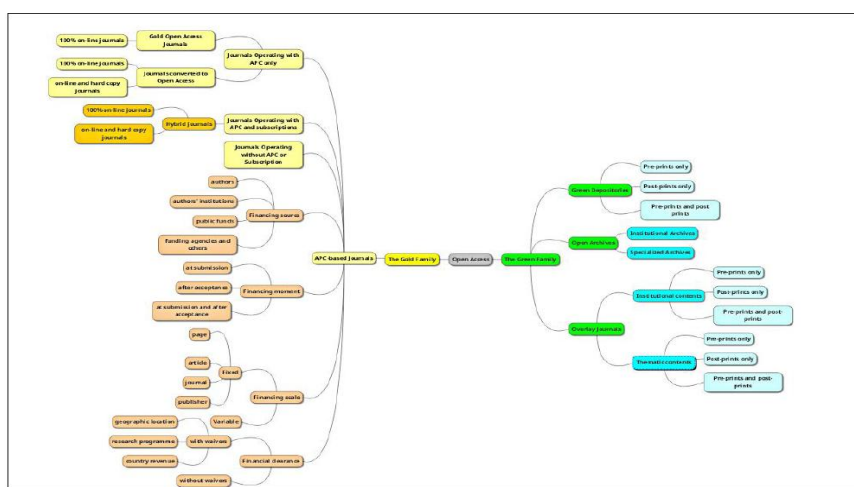 100% on-line journals
Gold Open Access
Journals
Journals Operating with
APC only
100% on-line journals
Journals converted to
Open Access
on-line and hard copy
journals
100% on-line journals
Hybrid Journals
on-line and hard copy
journals
Journals Operating with
APC and subscriptions
Journals Operating
without APC or
Subscription
authors
authors' institutions
public funds
funding agencies and
others
Financing source
at submission
after acceptance
at submission and after
acceptance
Financing moment
page
article
journal
publisher
Fixed
Variable
Financing scale
geographic location
research programme
country revenue
with waivers
without waivers
Financial clearance
APC-based Journals
The Gold Family
Open Access
The Green Family
Green Depositories
Pre-prints only
Post-prints only
Pre-prints and post
prints
Open Archives
Institutional Archives
Specialized Archives
Overlay Journals
Institutional contents
Pre-prints only
Post-prints only
Pre-prints and post-
prints
Thematic contents
Pre-prints only
Post-prints only
Pre-prints and post-
prints